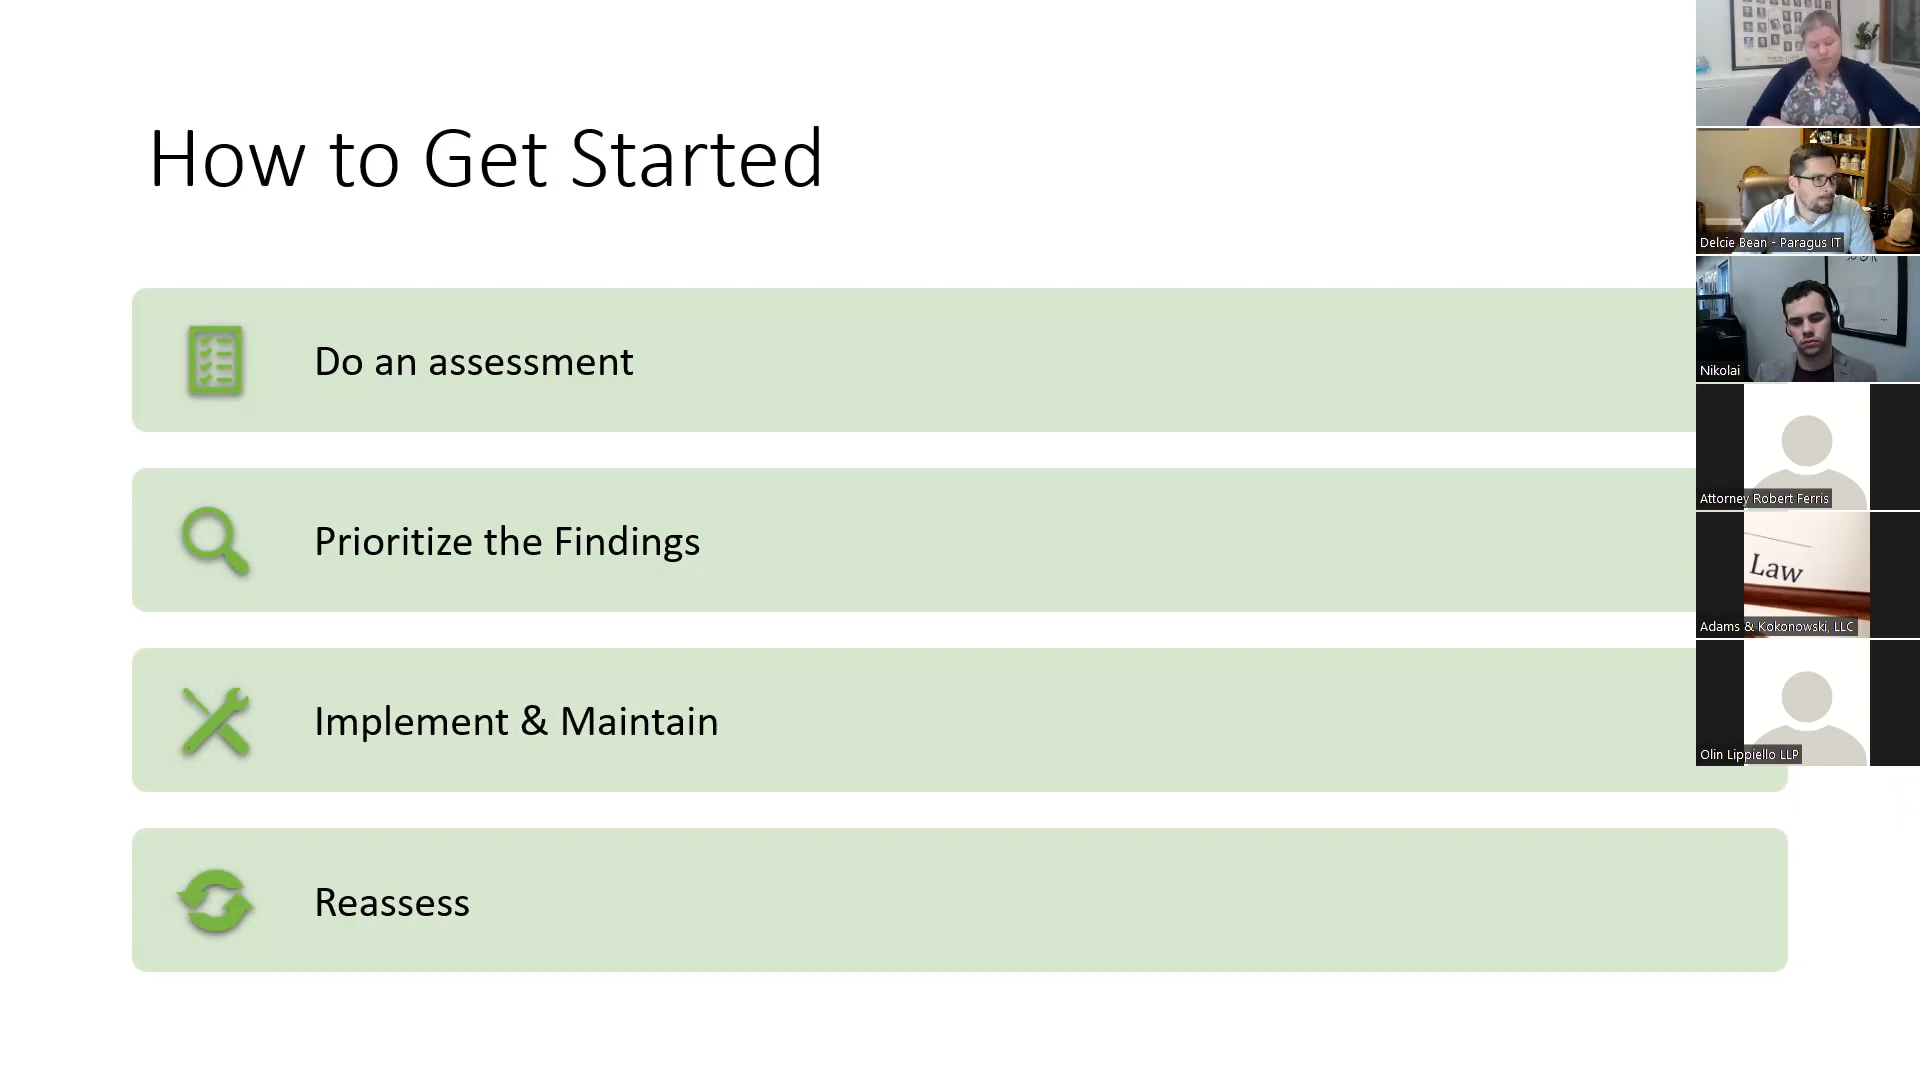 How to Get Started
Do an assessment
Prioritize the Findings
Implement & Maintain
Reassess
Delcie Bean - Paragus IT
Nikolai
Attorney Robert Ferris
Law
Adams & Kokonowski, LLC
Olin Lippiello LLP